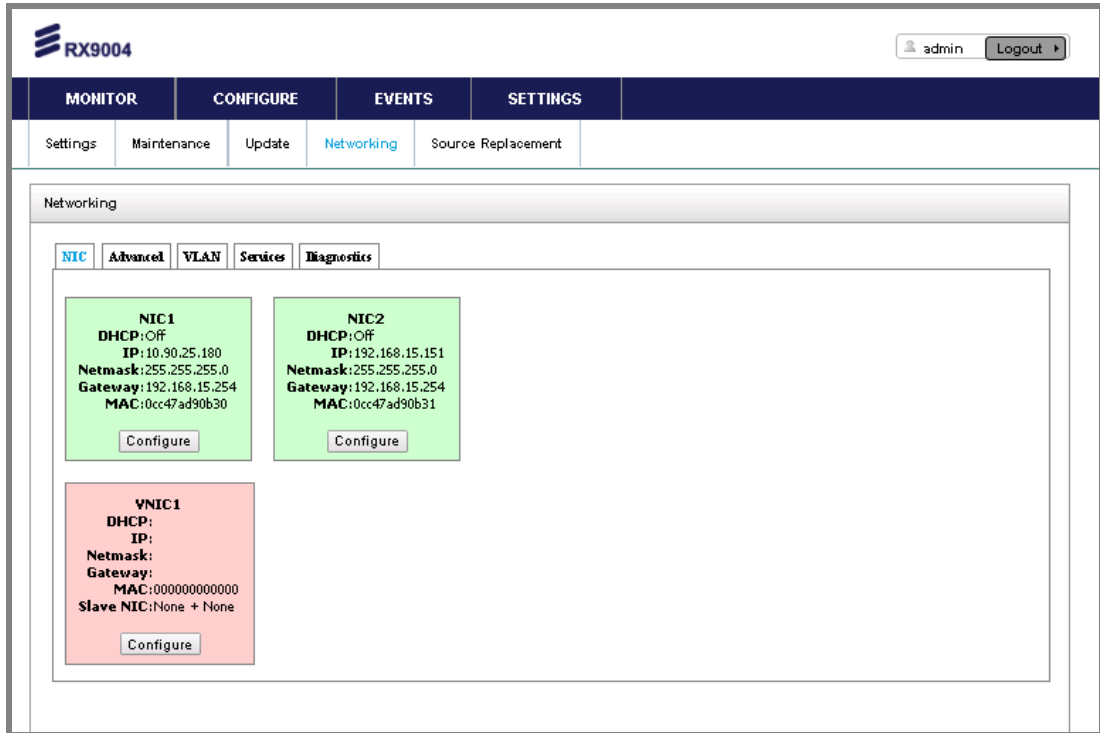 RX9004
admin Logout
MONITOR CONFIGURE EVENTS SETTINGS
Settings Maintenance Update Networking Source Replacement
Networking
NIC Advanced VLAN Services Diagnostics
NIC1
DHCP:Off
IP:10.90.25.180
Netmask:255.255.255.0
Gateway:192.168.15.254
MAC:0cc47ad90b30
Configure
NIC2
DHCP:Off
IP:192.168.15.151
Netmask:255.255.255.0
Gateway:192.168.15.254
MAC:0cc47ad90b31
Configure
VNIC1
DHCP:
IP:
Netmask:
Gateway:
MAC:000000000000
Slave NIC:None + None
Configure